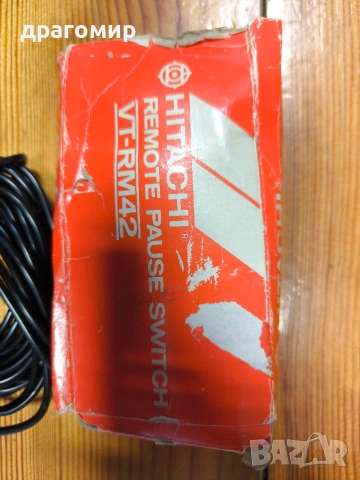 драгомир
HITACHI
REMOTE PAUSE SWITCH
VT-RM42
BAZAR